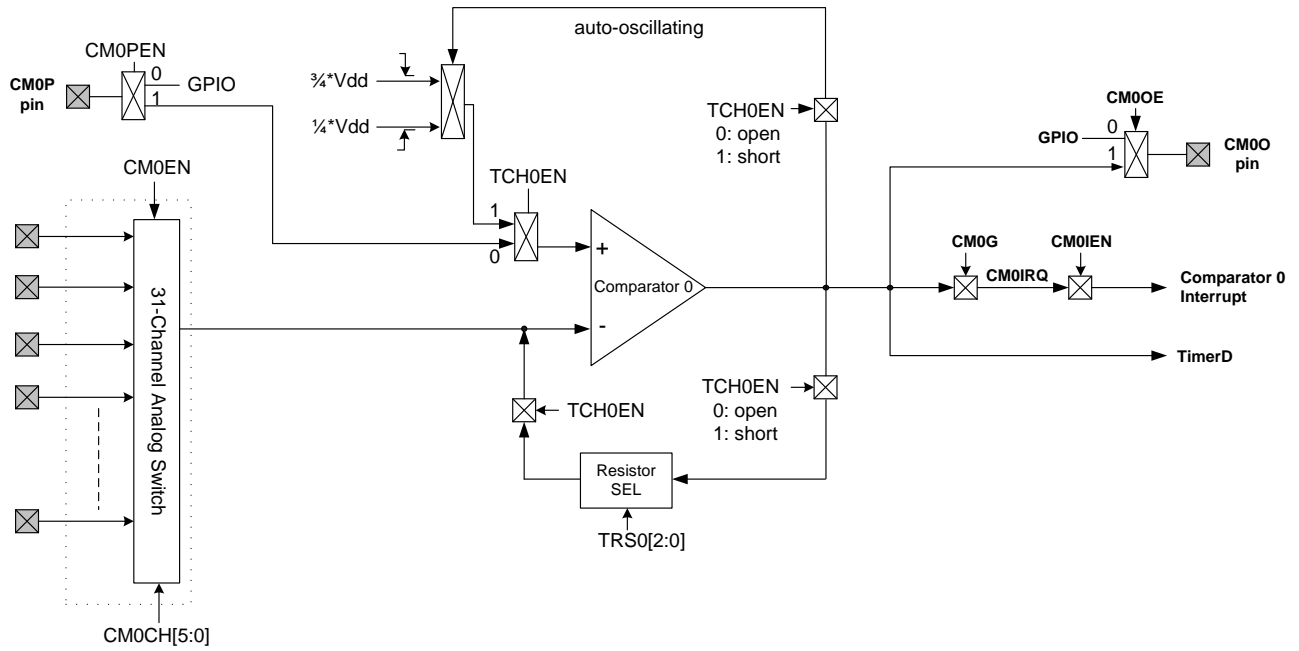 auto-oscillating
CM0PEN
CM0P
pin
0
GPIO
1
¾*Vdd
¼*Vdd
TCH0EN
0: open
1: short
CM0OE
GPIO
0
1
CM0O
pin
CM0EN
TCH0EN
1
0
+
Comparator 0
-
31-Channel Analog Switch
CM0G
CM0IRQ
CM0IEN
Comparator 0
Interrupt
TimerD
TCH0EN
0: open
1: short
TCH0EN
Resistor
SEL
TRS0[2:0]
CM0CH[5:0]